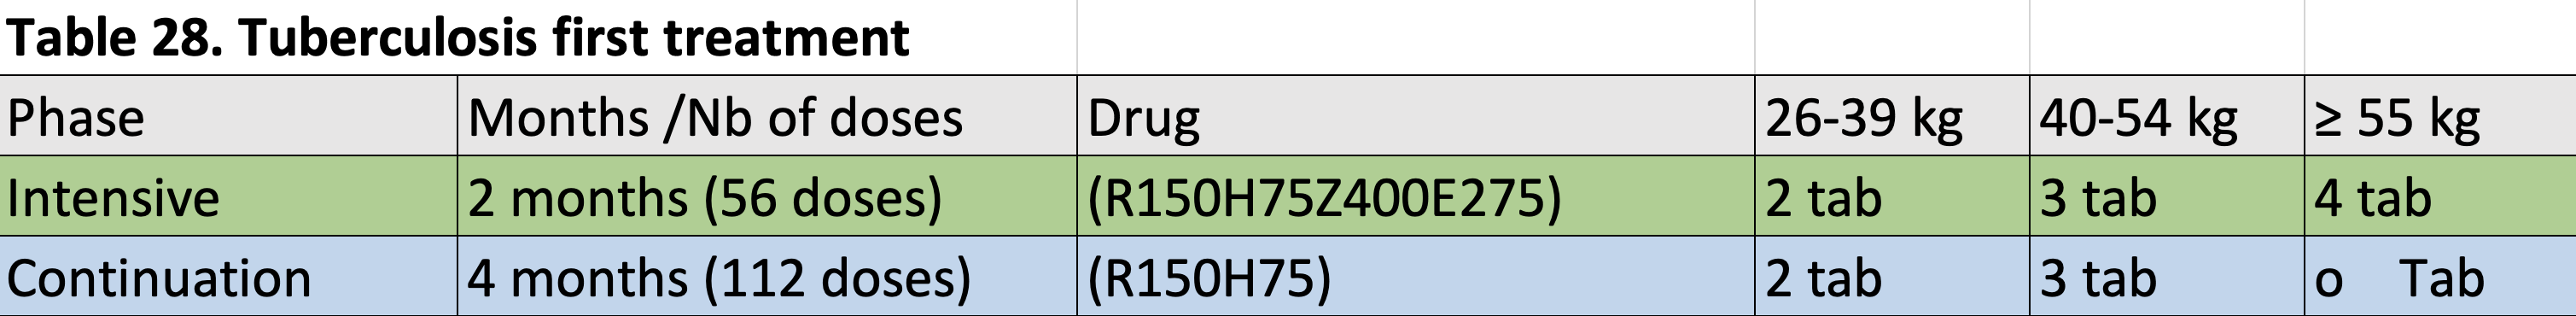 Table 28. Tuberculosis first treatment
Phase Months /Nb of doses Drug 26-39 kg 40-54 kg ≥ 55 kg
Intensive 2 months (56 doses) (R150H75Z400E275) 2 tab 3 tab 4 tab
Continuation 4 months (112 doses) (R150H75) 2 tab 3 tab o Tab